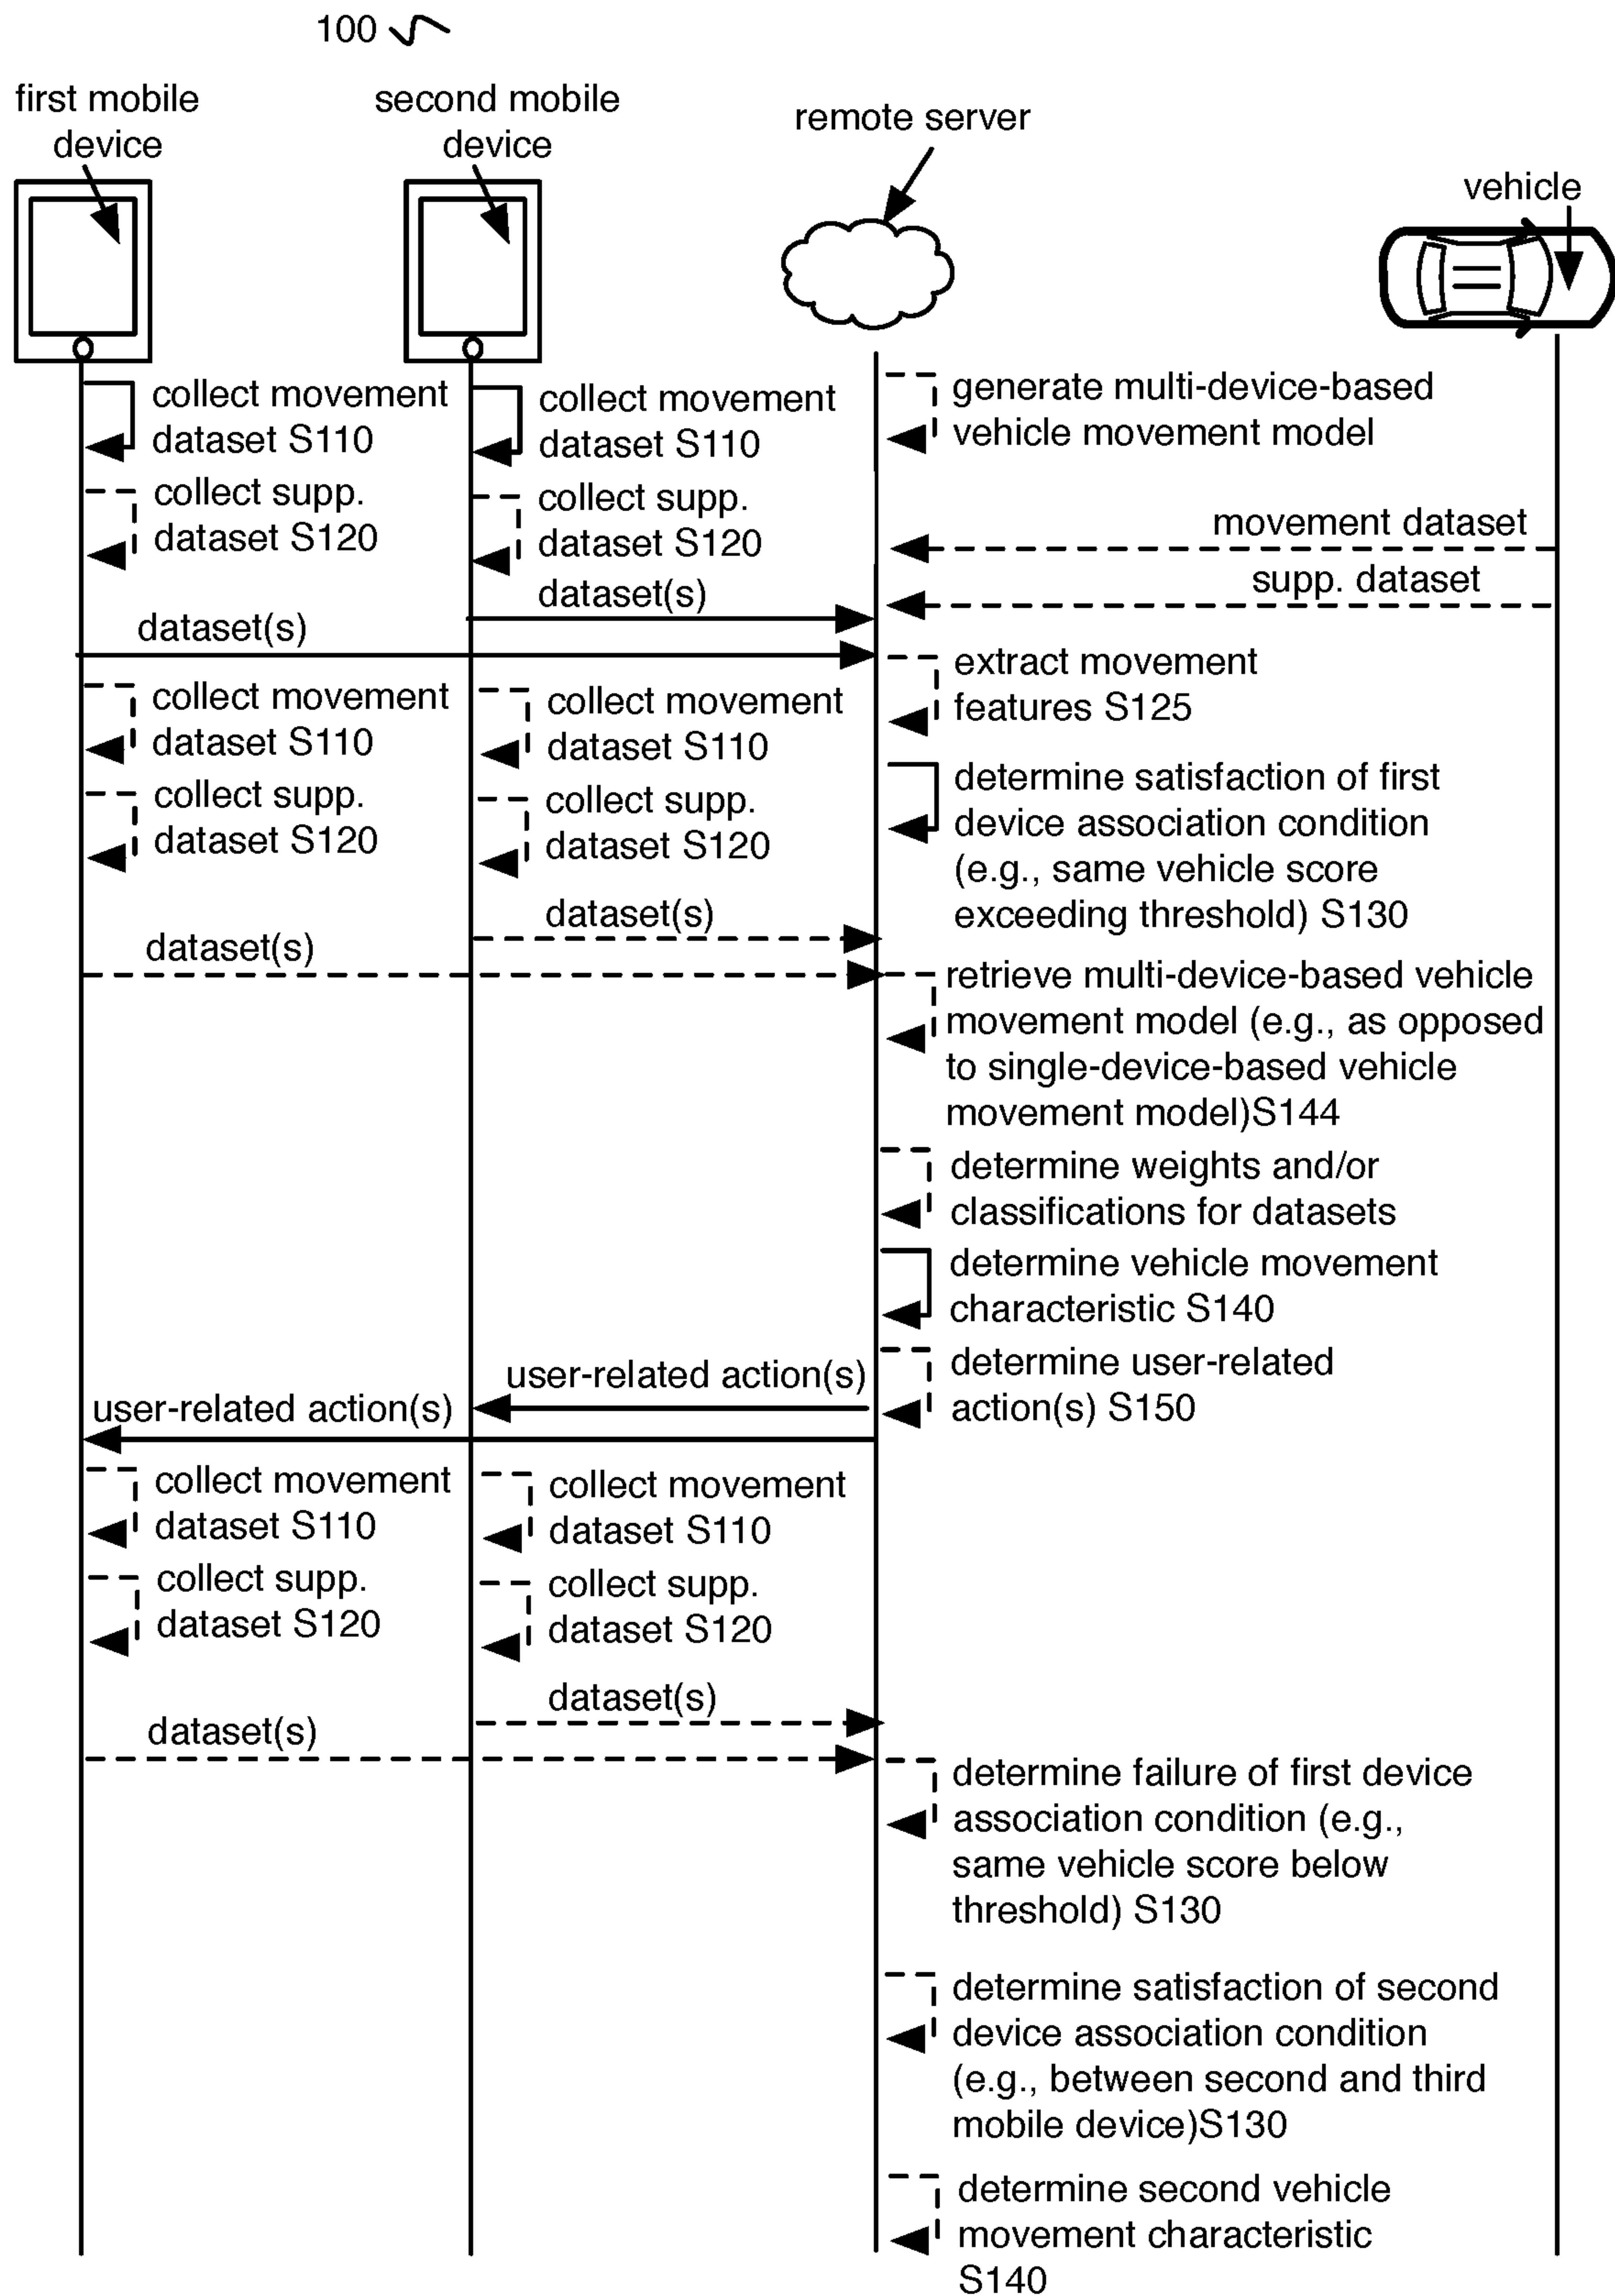 100
first mobile
device
second mobile
device
remote server
vehicle
collect movement
dataset S110
collect movement
dataset S110
generate multi-device-based
vehicle movement model
collect supp.
dataset S120
collect supp.
dataset S120
movement dataset
supp. dataset
dataset(s)
dataset(s)
extract movement
features S125
collect movement
dataset S110
collect movement
dataset S110
collect supp.
dataset S120
collect supp.
dataset S120
determine satisfaction of first
device association condition
(e.g., same vehicle score
exceeding threshold) S130
dataset(s)
dataset(s)
retrieve multi-device-based vehicle
movement model (e.g., as opposed
to single-device-based vehicle
movement model)S144
determine weights and/or
classifications for datasets
determine vehicle movement
characteristic S140
determine user-related
action(s) S150
user-related action(s)
user-related action(s)
collect movement
dataset S110
collect movement
dataset S110
collect supp.
dataset S120
collect supp.
dataset S120
dataset(s)
dataset(s)
determine failure of first device
association condition (e.g.,
same vehicle score below
threshold) S130
determine satisfaction of second
device association condition
(e.g., between second and third
mobile device)S130
determine second vehicle
movement characteristic
S140